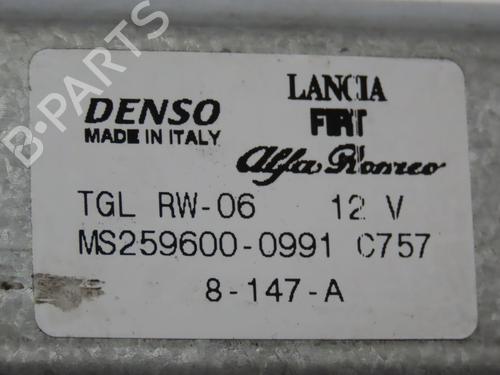 B-PARTS
DENSO
MADE IN ITALY
LANCIA
FIAT
Alfa Romeo
TGL RW-06 12 V
MS259600-0991 C757
8-147-A